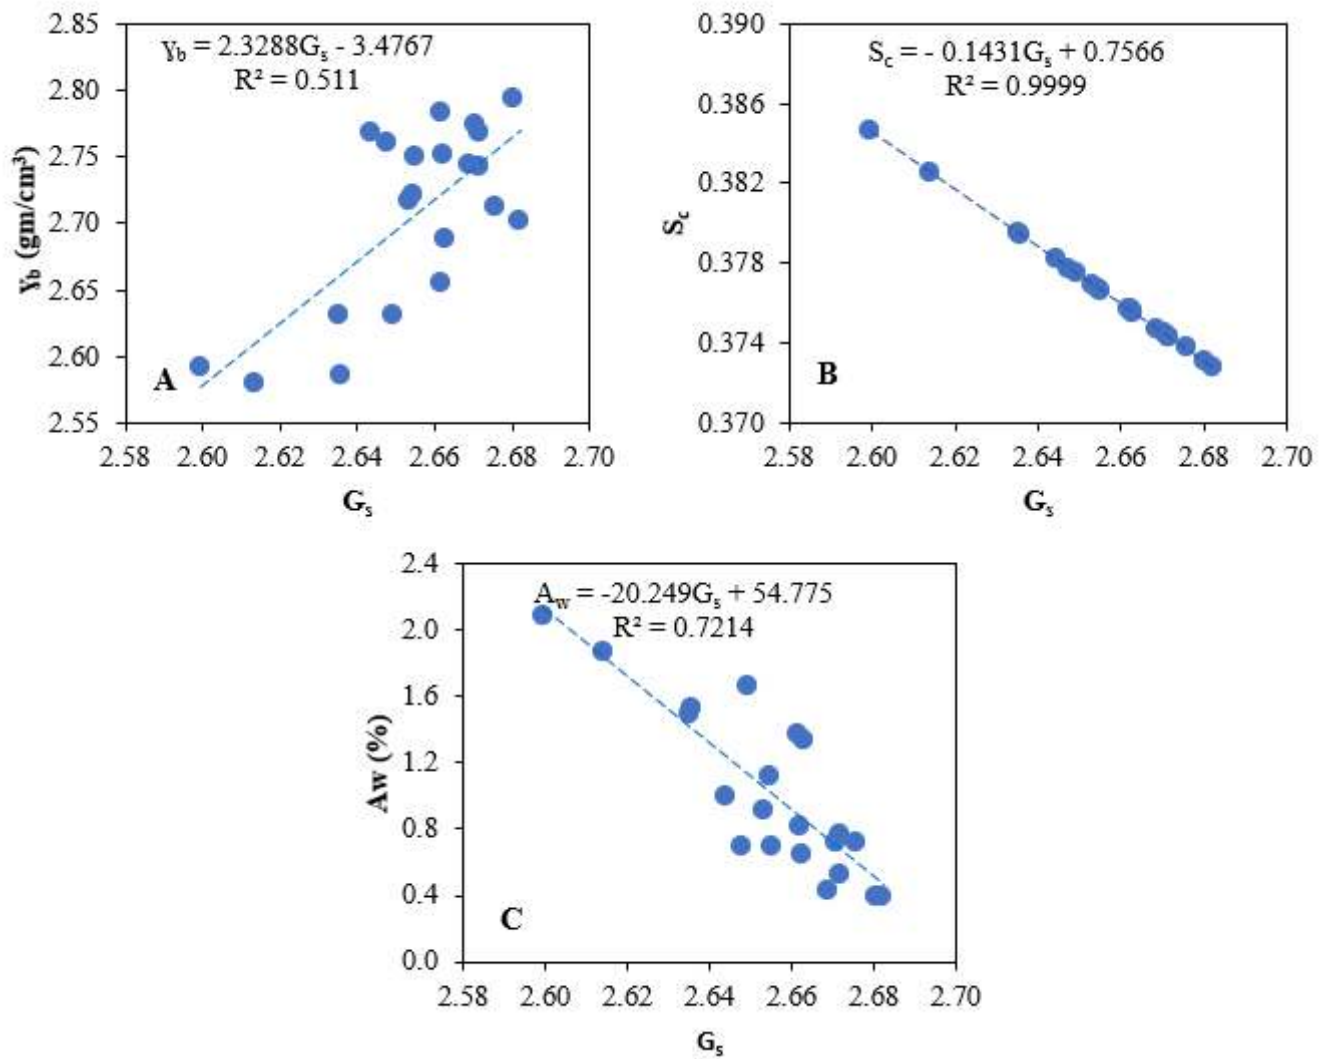 2.85
2.80
2.75
2.70
2.65
2.60
2.55
2.58 2.60 2.62 2.64 2.66 2.68 2.70
Ɣb (gm/cm³)
Gs
Ɣb = 2.3288Gs - 3.4767
R² = 0.511
A
0.390
0.386
0.382
0.378
0.374
0.370
2.58 2.60 2.62 2.64 2.66 2.68 2.70
Sc
Gs
Sc = - 0.1431Gs + 0.7566
R² = 0.9999
B
2.4
2.0
1.6
1.2
0.8
0.4
0.0
2.58 2.60 2.62 2.64 2.66 2.68 2.70
Aw (%)
Gs
Aw = -20.249Gs + 54.775
R² = 0.7214
C